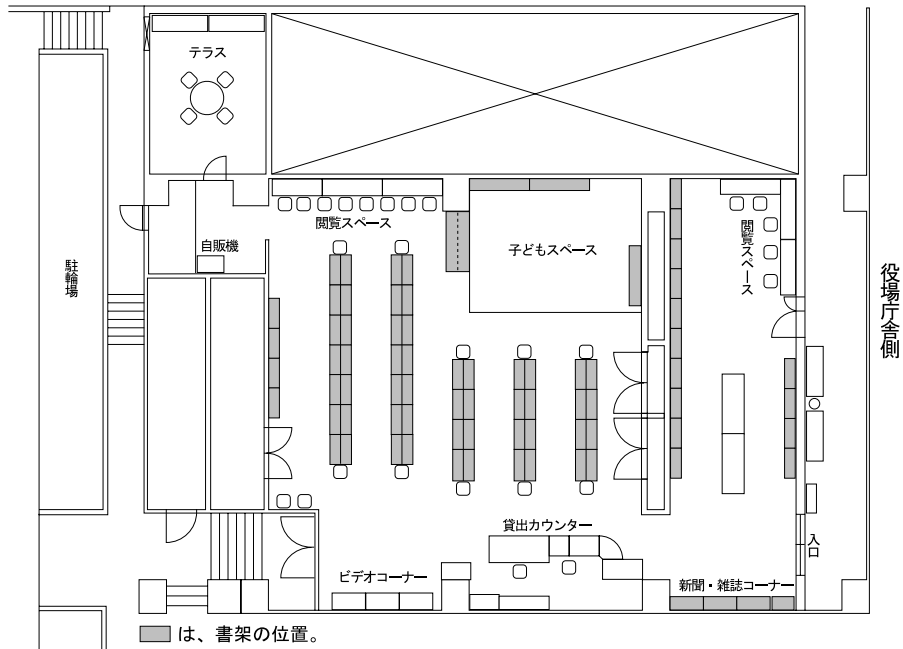 テラス
閲覧スペース
自販機
子どもスペース
閲覧スペース
駐輪場
役場庁舎側
貸出カウンター
入口
ビデオコーナー
新聞・雑誌コーナー
は、書架の位置。